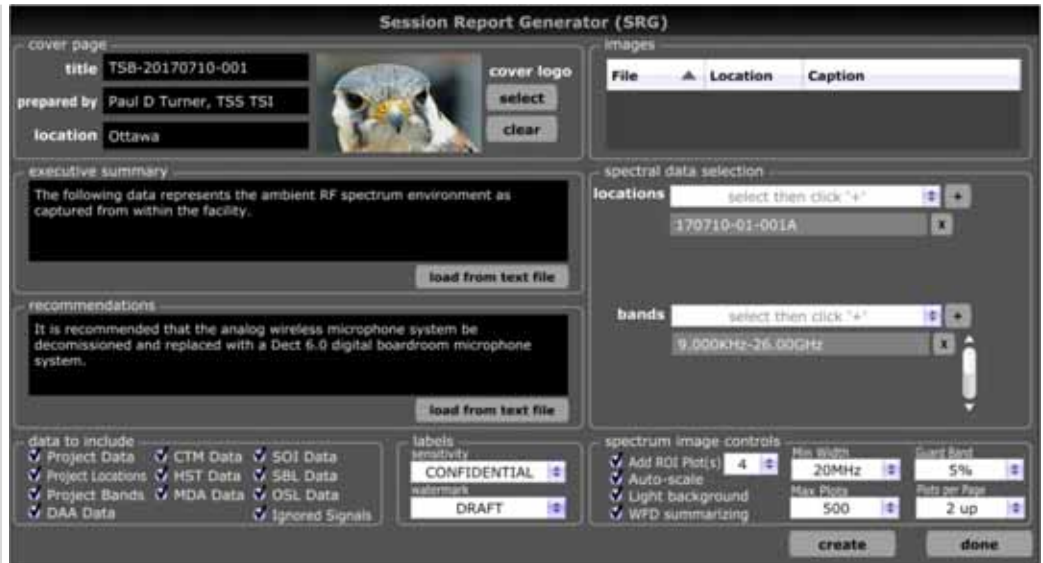 Session Report Generator (SRG)
cover page
title TSB-20170710-001
prepared by Paul D Turner, TSS TSI
location Ottawa
cover logo
select
clear
images
File Location Caption
executive summary
The following data represents the ambient RF spectrum environment as
captured from within the facility.
load from text file
recommendations
It is recommended that the analog wireless microphone system be
decomissioned and replaced with a Dect 6.0 digital boardroom microphone
system.
load from text file
spectral data selection
locations select then click "+" +
170710-01-001A x
bands select then click "+" +
9.000KHz-26.00GHz x
data to include
Project Data CTM Data SOI Data
Project Locations HST Data SBL Data
Project Bands MDA Data OSL Data
DAA Data Ignored Signals
labels
sensitivity
CONFIDENTIAL
watermark
DRAFT
spectrum image controls
Add ROI Plot(s) 4
Auto-scale
Light background
WFD summarizing
Min Width
20MHz
Max Plots
500
Guard Band
5%
Plots per Page
2 up
create done